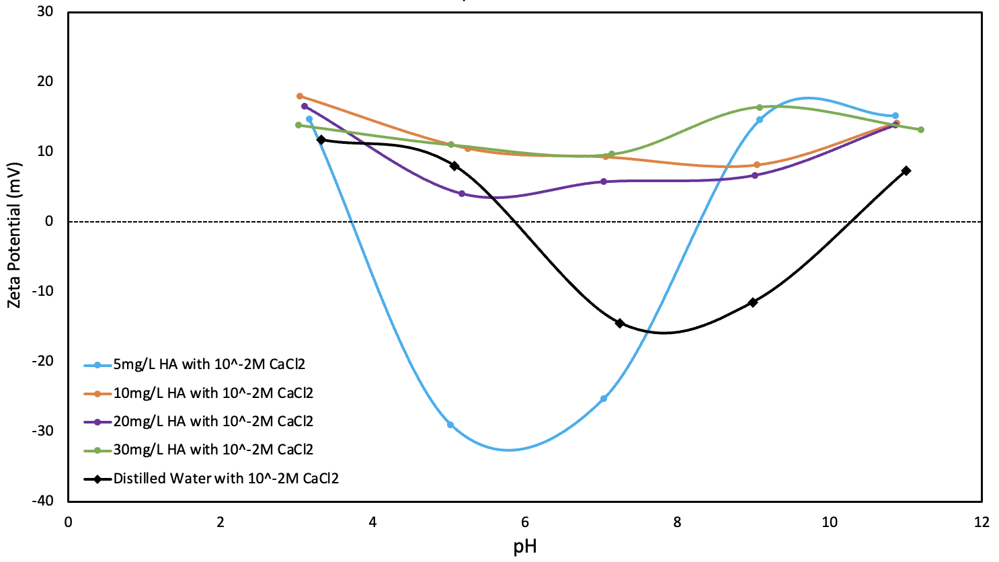 30
20
10
0
-10
-20
-30
-40
Zeta Potential (mV)
5mg/L HA with 10^-2M CaCl2
10mg/L HA with 10^-2M CaCl2
20mg/L HA with 10^-2M CaCl2
30mg/L HA with 10^-2M CaCl2
Distilled Water with 10^-2M CaCl2
0 2 4 6 8 10 12
pH